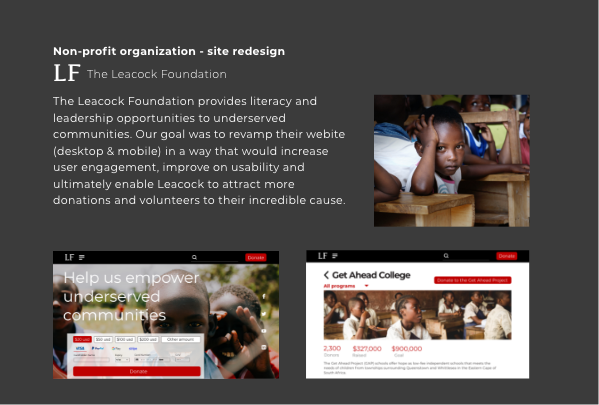 Non-profit organization - site redesign
LF The Leacock Foundation
The Leacock Foundation provides literacy and
leadership opportunities to underserved
communities. Our goal was to revamp their webite
(desktop & mobile) in a way that would increase
user engagement, improve on usability and
ultimately enable Leacock to attract more
donations and volunteers to their incredible cause.
LF Donate
Help us empower
underserved
communities
$20 usd $50 usd $100 usd $200 usd Other amount
Donate
LF Donate
Get Ahead College
Donate to the Get Ahead Project
All programs
2,300 $327,000 $900,000
Donors Raised Goal